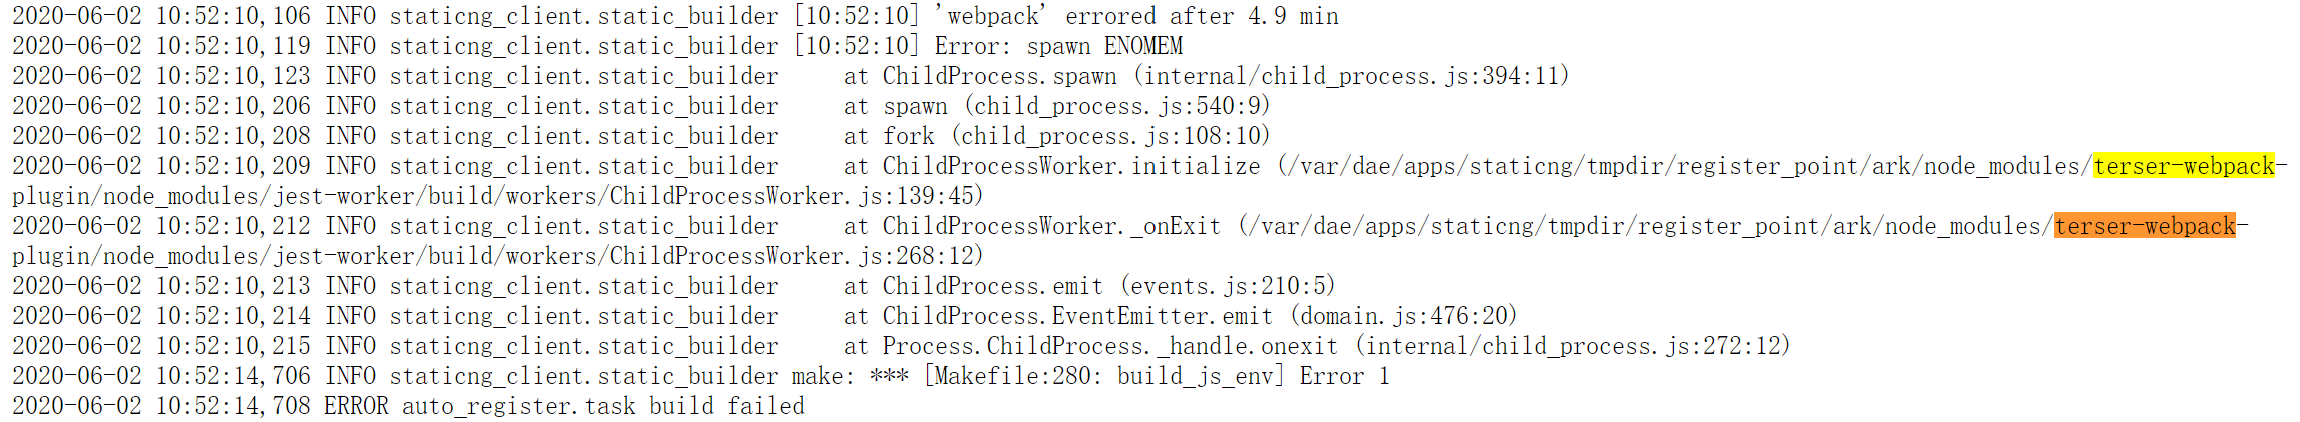 2020-06-02 10:52:10,106 INFO staticng_client.static_builder [10:52:10] 'webpack' errored after 4.9 min
2020-06-02 10:52:10,119 INFO staticng_client.static_builder [10:52:10] Error: spawn ENOMEM
2020-06-02 10:52:10,123 INFO staticng_client.static_builder     at ChildProcess.spawn (internal/child_process.js:394:11)
2020-06-02 10:52:10,206 INFO staticng_client.static_builder     at spawn (child_process.js:540:9)
2020-06-02 10:52:10,208 INFO staticng_client.static_builder     at fork (child_process.js:108:10)
2020-06-02 10:52:10,209 INFO staticng_client.static_builder     at ChildProcessWorker.initialize (/var/dae/apps/staticng/tmpdir/register_point/ark/node_modules/terser-webpack-
plugin/node_modules/jest-worker/build/workers/ChildProcessWorker.js:139:45)
2020-06-02 10:52:10,212 INFO staticng_client.static_builder     at ChildProcessWorker._onExit (/var/dae/apps/staticng/tmpdir/register_point/ark/node_modules/terser-webpack-
plugin/node_modules/jest-worker/build/workers/ChildProcessWorker.js:268:12)
2020-06-02 10:52:10,213 INFO staticng_client.static_builder     at ChildProcess.emit (events.js:210:5)
2020-06-02 10:52:10,214 INFO staticng_client.static_builder     at ChildProcess.EventEmitter.emit (domain.js:476:20)
2020-06-02 10:52:10,215 INFO staticng_client.static_builder     at Process.ChildProcess._handle.onexit (internal/child_process.js:272:12)
2020-06-02 10:52:14,706 INFO staticng_client.static_builder make: *** [Makefile:280: build_js_env] Error 1
2020-06-02 10:52:14,708 ERROR auto_register.task build failed